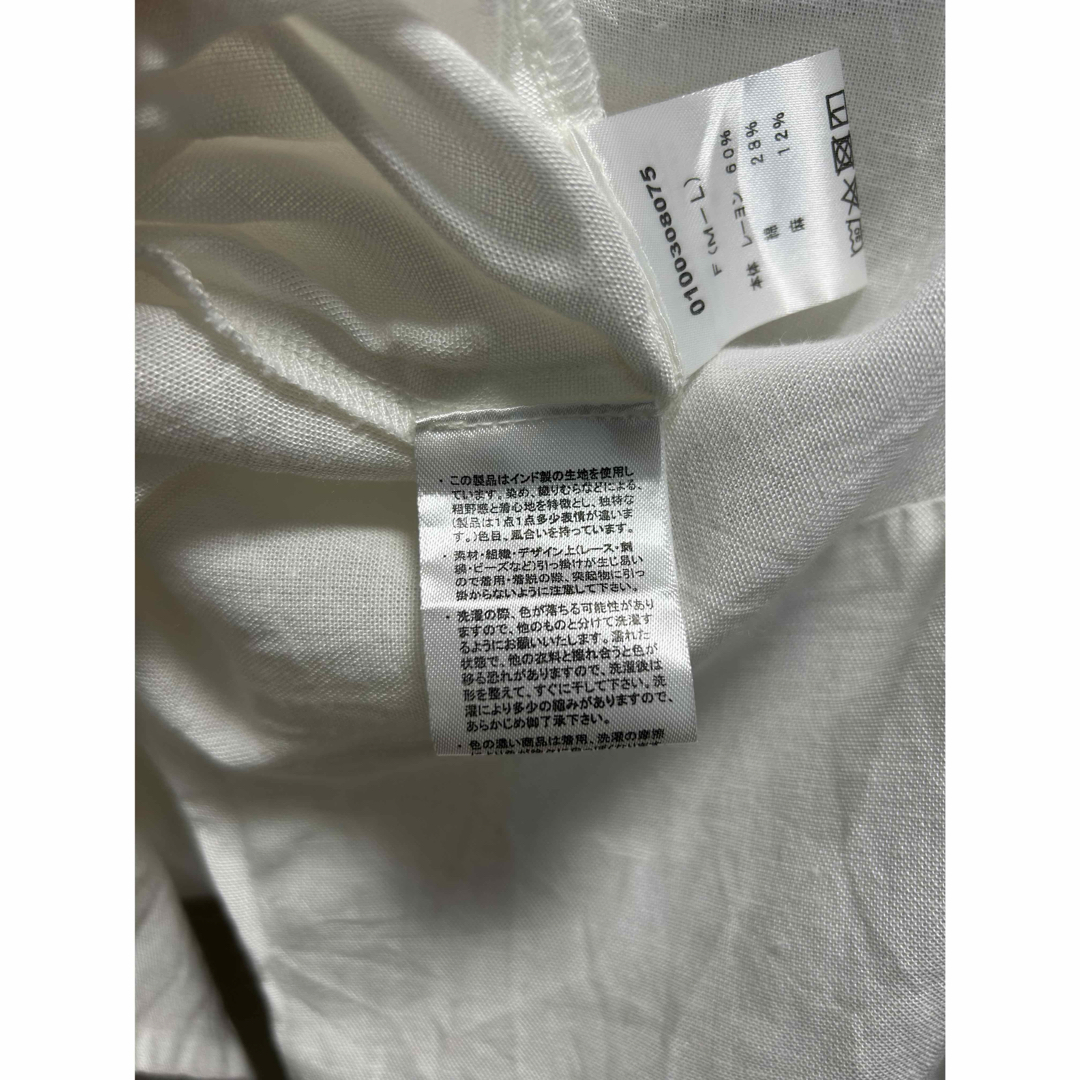 0100308075
F(M－L)
本体 レーヨン 60%
綿 28%
麻 12%
・この製品はインド製の生地を使用し
ています。染め、織りむらなどによる、
粗野感と着心地を特徴とし、独特な
(製品は1点1点多少表情が違いま
す。)色目、風合いを持っています。
・素材・組織・デザイン上(レース・刺
繍・ビーズなど)引っ掛けが生じ易い
ので着用・着脱の際、突起物に引っ
掛からないように注意して下さい。
・洗濯の際、色が落ちる可能性があり
ますので、他のものと分けて洗濯す
るようにお願いいたします。濡れた
状態で、他の衣料と擦れ合うと色が
移る恐れがありますので、洗濯後は
形を整えて、すぐに干して下さい。洗
濯により多少の縮みがありますので、
あらかじめ御了承下さい。
・色の濃い商品は着用、洗濯の摩擦